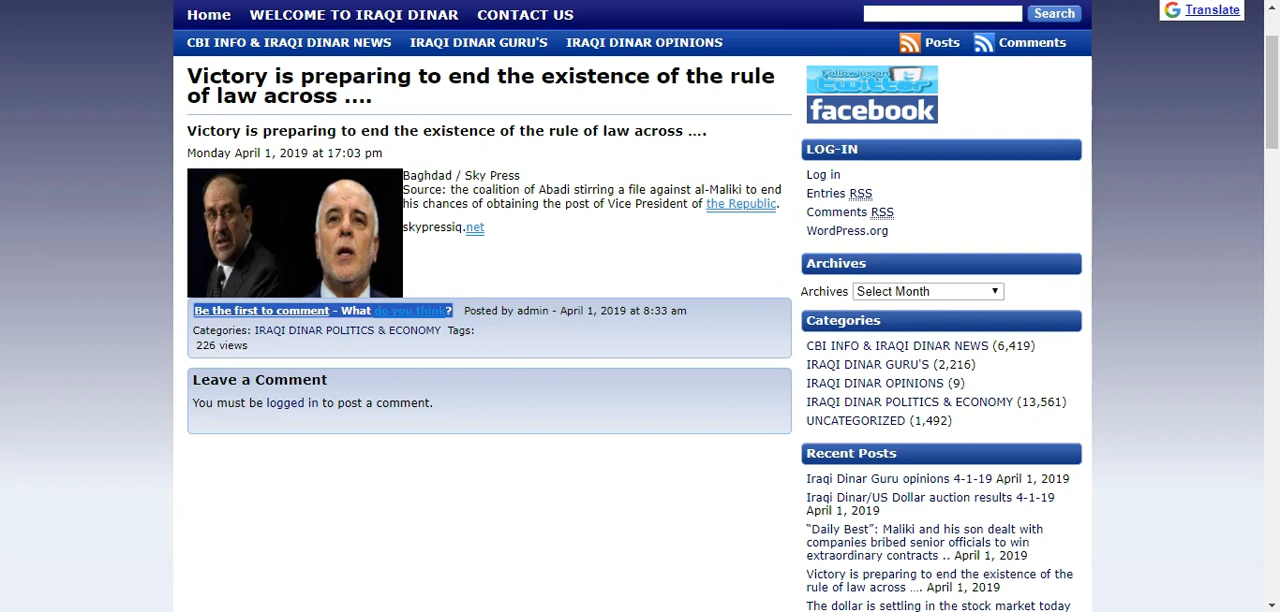 Home WELCOME TO IRAQI DINAR CONTACT US
Search
Translate
CBI INFO & IRAQI DINAR NEWS IRAQI DINAR GURU'S IRAQI DINAR OPINIONS
Posts Comments
Victory is preparing to end the existence of the rule
of law across ....
Victory is preparing to end the existence of the rule of law across ....
Monday April 1, 2019 at 17:03 pm
Baghdad / Sky Press
Source: the coalition of Abadi stirring a file against al-Maliki to end
his chances of obtaining the post of Vice President of the Republic.
skypressiq.net
Be the first to comment - What do you think? Posted by admin - April 1, 2019 at 8:33 am
Categories: IRAQI DINAR POLITICS & ECONOMY Tags:
226 views
Leave a Comment
You must be logged in to post a comment.
Follow us on
twitter
facebook
LOG-IN
Log in
Entries RSS
Comments RSS
WordPress.org
Archives
Archives Select Month
Categories
CBI INFO & IRAQI DINAR NEWS (6,419)
IRAQI DINAR GURU'S (2,216)
IRAQI DINAR OPINIONS (9)
IRAQI DINAR POLITICS & ECONOMY (13,561)
UNCATEGORIZED (1,492)
Recent Posts
Iraqi Dinar Guru opinions 4-1-19 April 1, 2019
Iraqi Dinar/US Dollar auction results 4-1-19
April 1, 2019
“Daily Best”: Maliki and his son dealt with
companies bribed senior officials to win
extraordinary contracts .. April 1, 2019
Victory is preparing to end the existence of the
rule of law across .... April 1, 2019
The dollar is settling in the stock market today